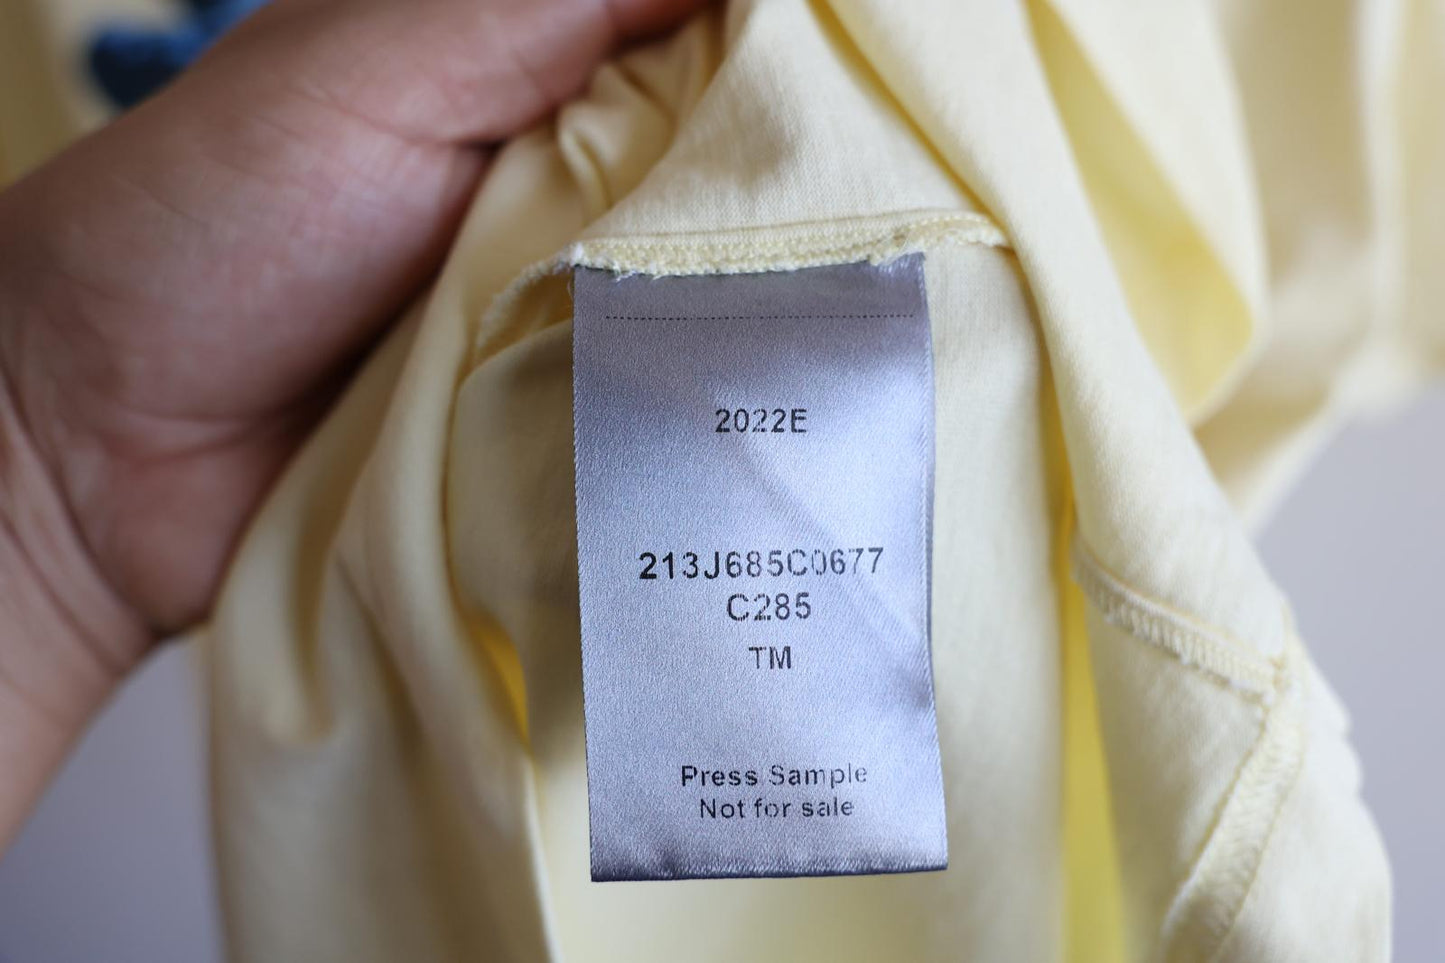 2022E
213J685C0677
C285
TM
Press Sample
Not for sale